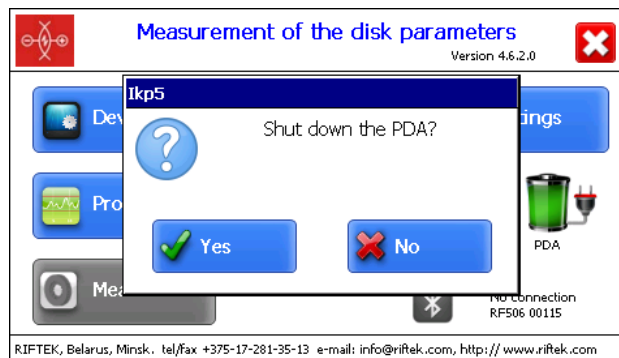 Measurement of the disk parameters
Version 4.6.2.0
Ikp5
Shut down the PDA?
Yes
No
PDA
No connection
RF506 00115
RIFTEK, Belarus, Minsk. tel/fax +375-17-281-35-13 e-mail: info@riftek.com, http://www.riftek.com